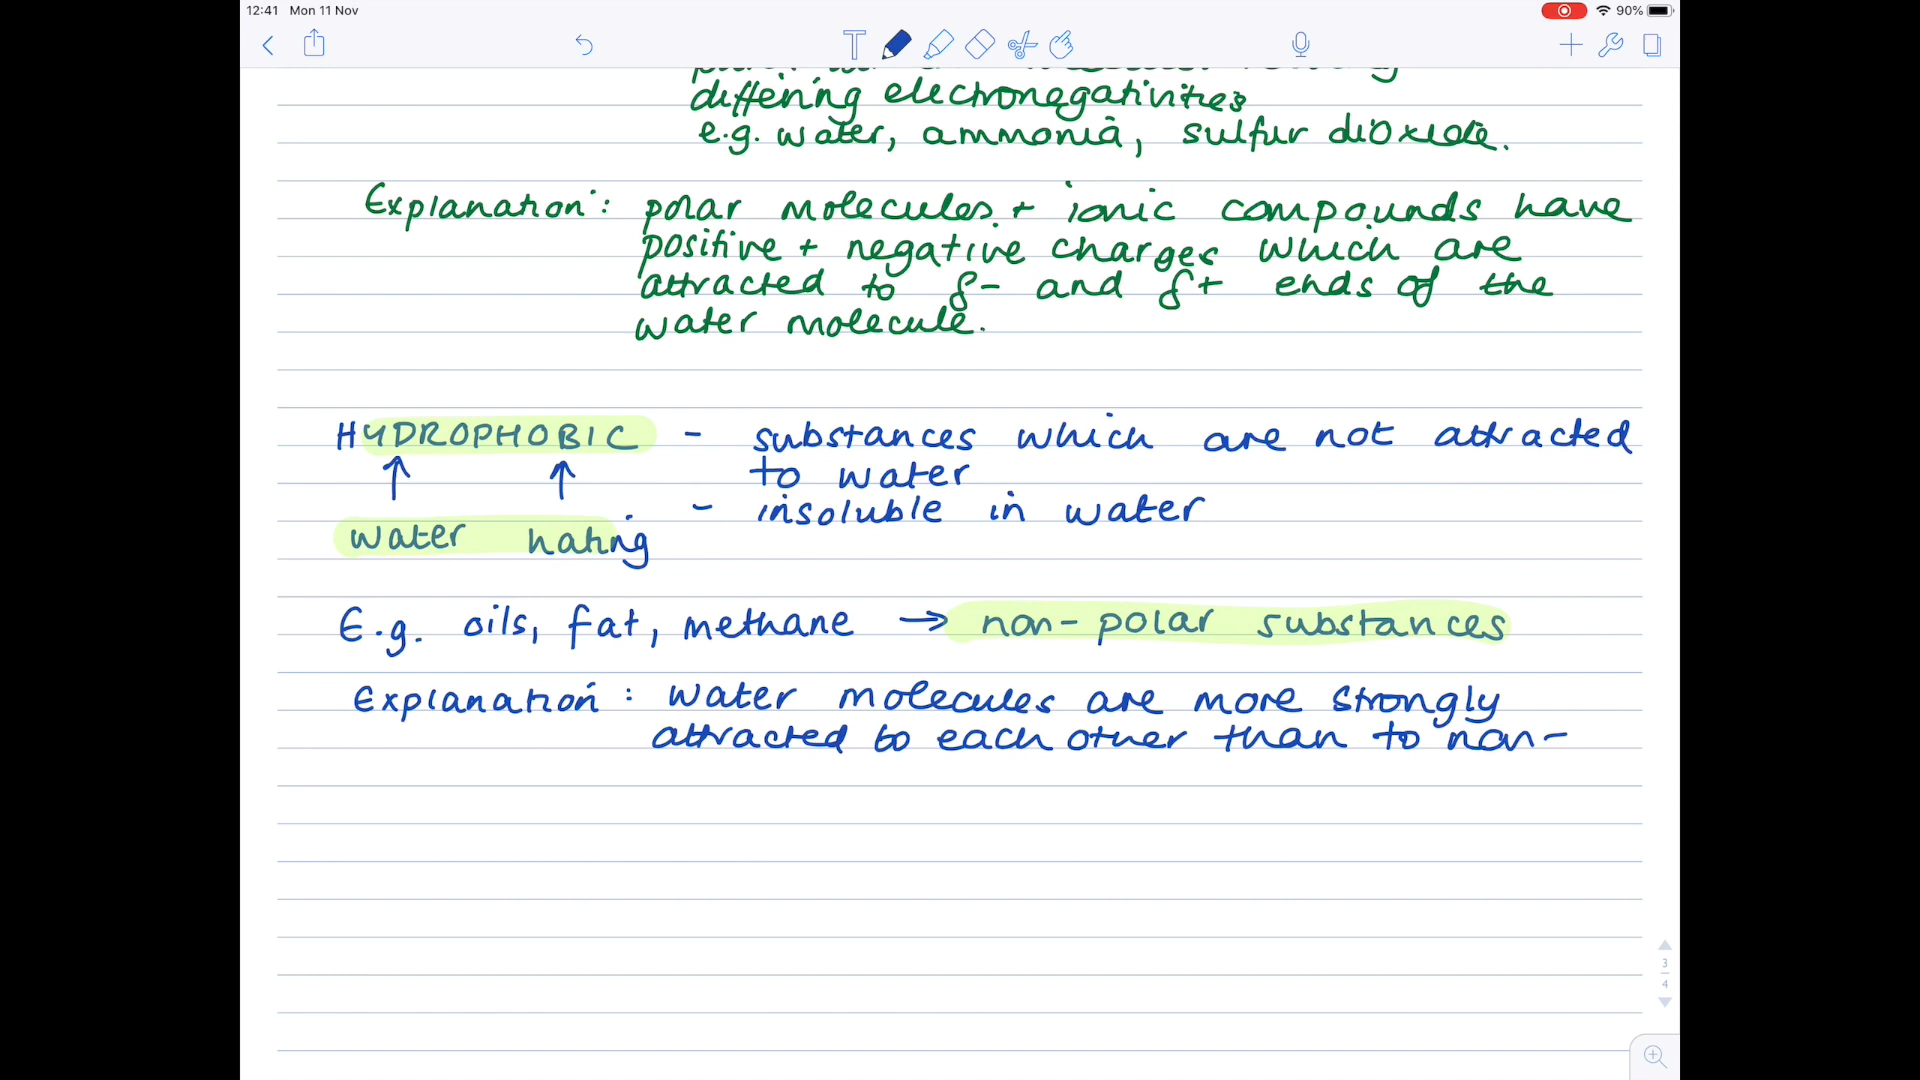 12:41 Mon 11 Nov
90%
differing electronegativities
e.g. water, ammonia, sulfur dioxide.
Explanation: polar molecules + ionic compounds have
positive + negative charges which are
attracted to δ- and δ+ ends of the
water molecule.
HYDROPHOBIC - substances which are not attracted
to water
- insoluble in water
water hating
E.g. oils, fat, methane → non-polar substances
Explanation: water molecules are more strongly
attracted to each other than to non-
3
4